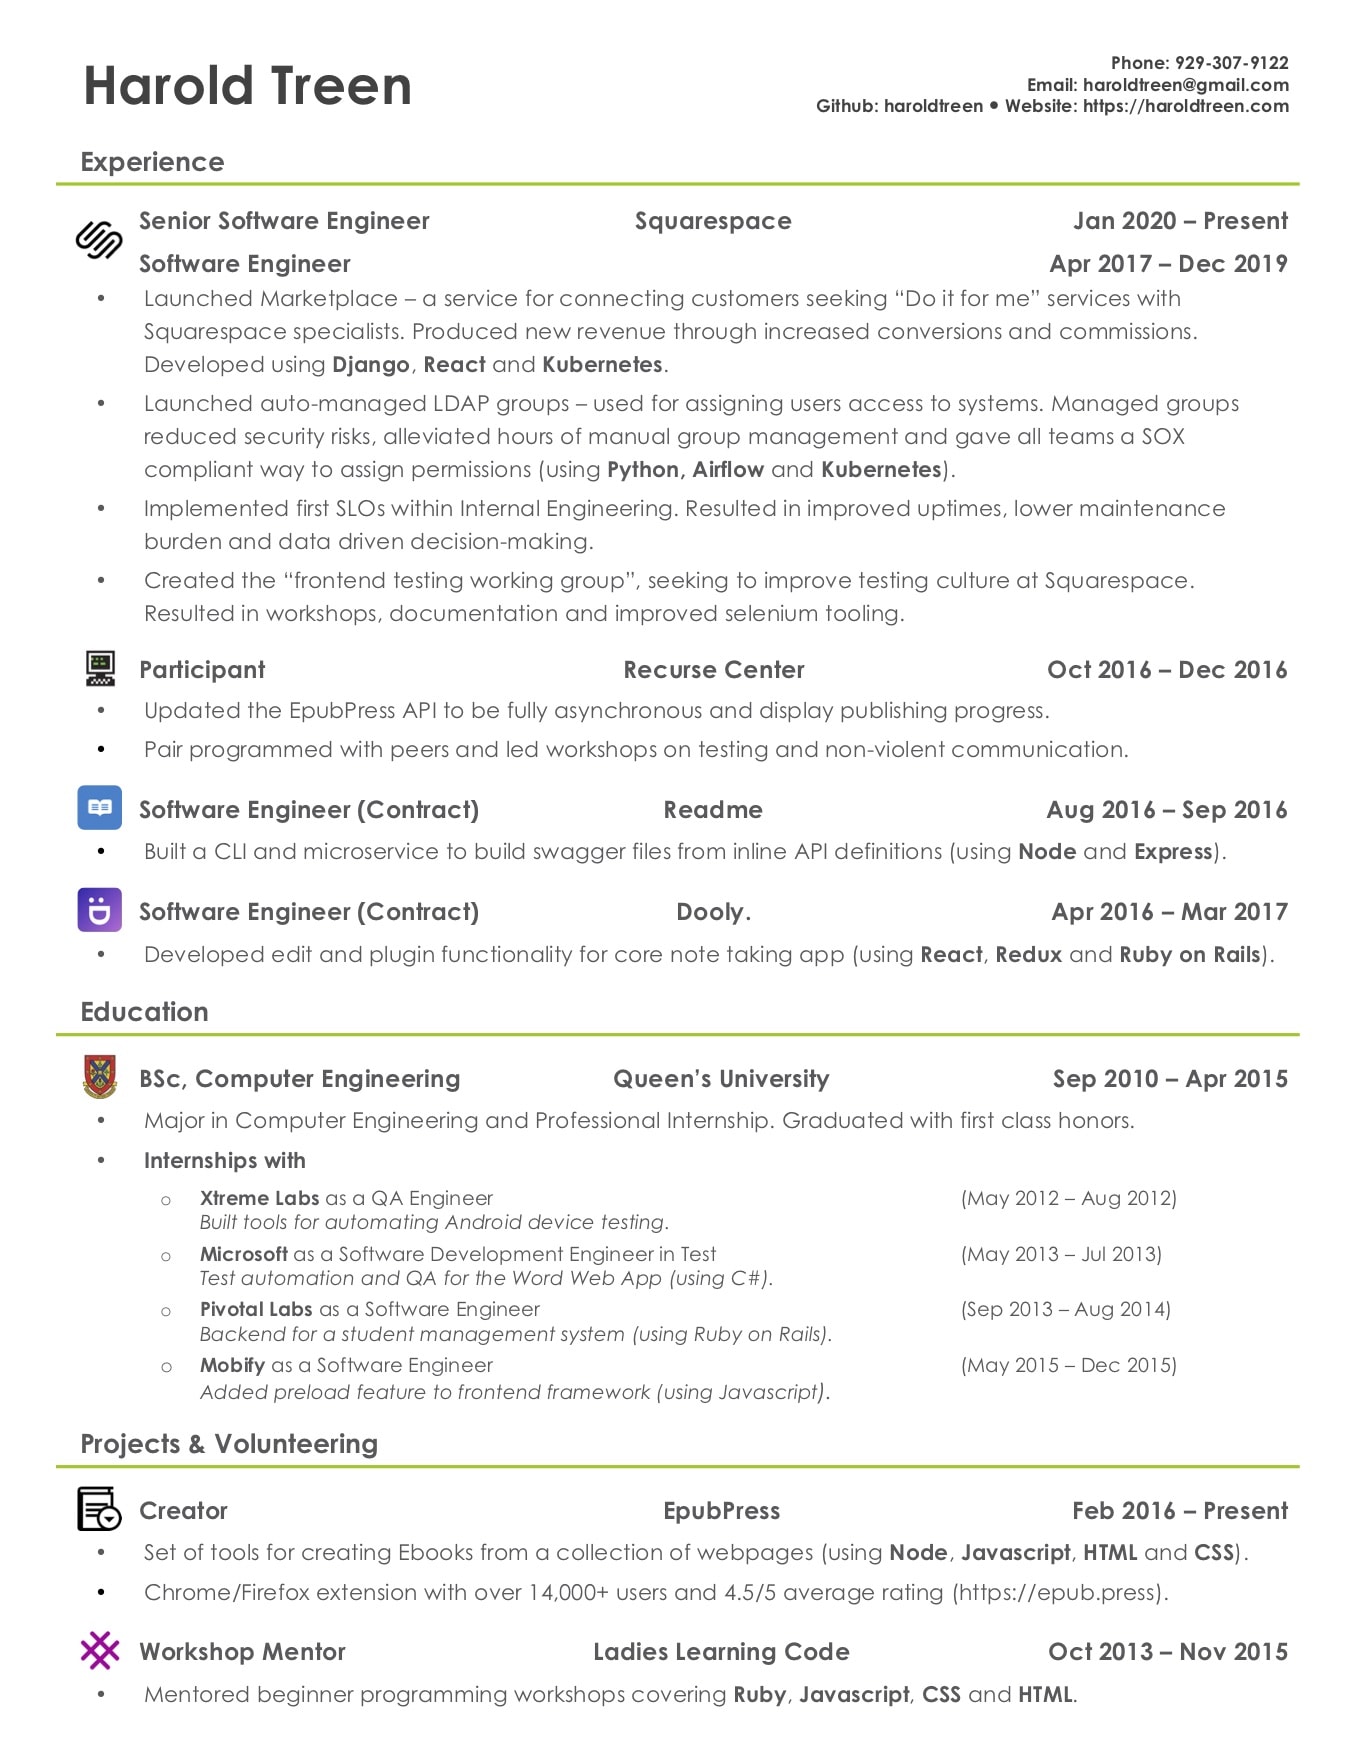 Harold Treen
Phone: 929-307-9122
Email: haroldtreen@gmail.com
Github: haroldtreen • Website: https://haroldtreen.com
Experience
Senior Software Engineer Squarespace Jan 2020 – Present
Software Engineer Apr 2017 – Dec 2019
• Launched Marketplace – a service for connecting customers seeking “Do it for me” services with
Squarespace specialists. Produced new revenue through increased conversions and commissions.
Developed using Django, React and Kubernetes.
• Launched auto-managed LDAP groups – used for assigning users access to systems. Managed groups
reduced security risks, alleviated hours of manual group management and gave all teams a SOX
compliant way to assign permissions (using Python, Airflow and Kubernetes).
• Implemented first SLOs within Internal Engineering. Resulted in improved uptimes, lower maintenance
burden and data driven decision-making.
• Created the “frontend testing working group”, seeking to improve testing culture at Squarespace.
Resulted in workshops, documentation and improved selenium tooling.
Participant Recurse Center Oct 2016 – Dec 2016
• Updated the EpubPress API to be fully asynchronous and display publishing progress.
• Pair programmed with peers and led workshops on testing and non-violent communication.
Software Engineer (Contract) Readme Aug 2016 – Sep 2016
• Built a CLI and microservice to build swagger files from inline API definitions (using Node and Express).
Software Engineer (Contract) Dooly. Apr 2016 – Mar 2017
• Developed edit and plugin functionality for core note taking app (using React, Redux and Ruby on Rails).
Education
BSc, Computer Engineering Queen’s University Sep 2010 – Apr 2015
• Major in Computer Engineering and Professional Internship. Graduated with first class honors.
• Internships with
o Xtreme Labs as a QA Engineer (May 2012 – Aug 2012)
Built tools for automating Android device testing.
o Microsoft as a Software Development Engineer in Test (May 2013 – Jul 2013)
Test automation and QA for the Word Web App (using C#).
o Pivotal Labs as a Software Engineer (Sep 2013 – Aug 2014)
Backend for a student management system (using Ruby on Rails).
o Mobify as a Software Engineer (May 2015 – Dec 2015)
Added preload feature to frontend framework (using Javascript).
Projects & Volunteering
Creator EpubPress Feb 2016 – Present
• Set of tools for creating Ebooks from a collection of webpages (using Node, Javascript, HTML and CSS).
• Chrome/Firefox extension with over 14,000+ users and 4.5/5 average rating (https://epub.press).
Workshop Mentor Ladies Learning Code Oct 2013 – Nov 2015
• Mentored beginner programming workshops covering Ruby, Javascript, CSS and HTML.